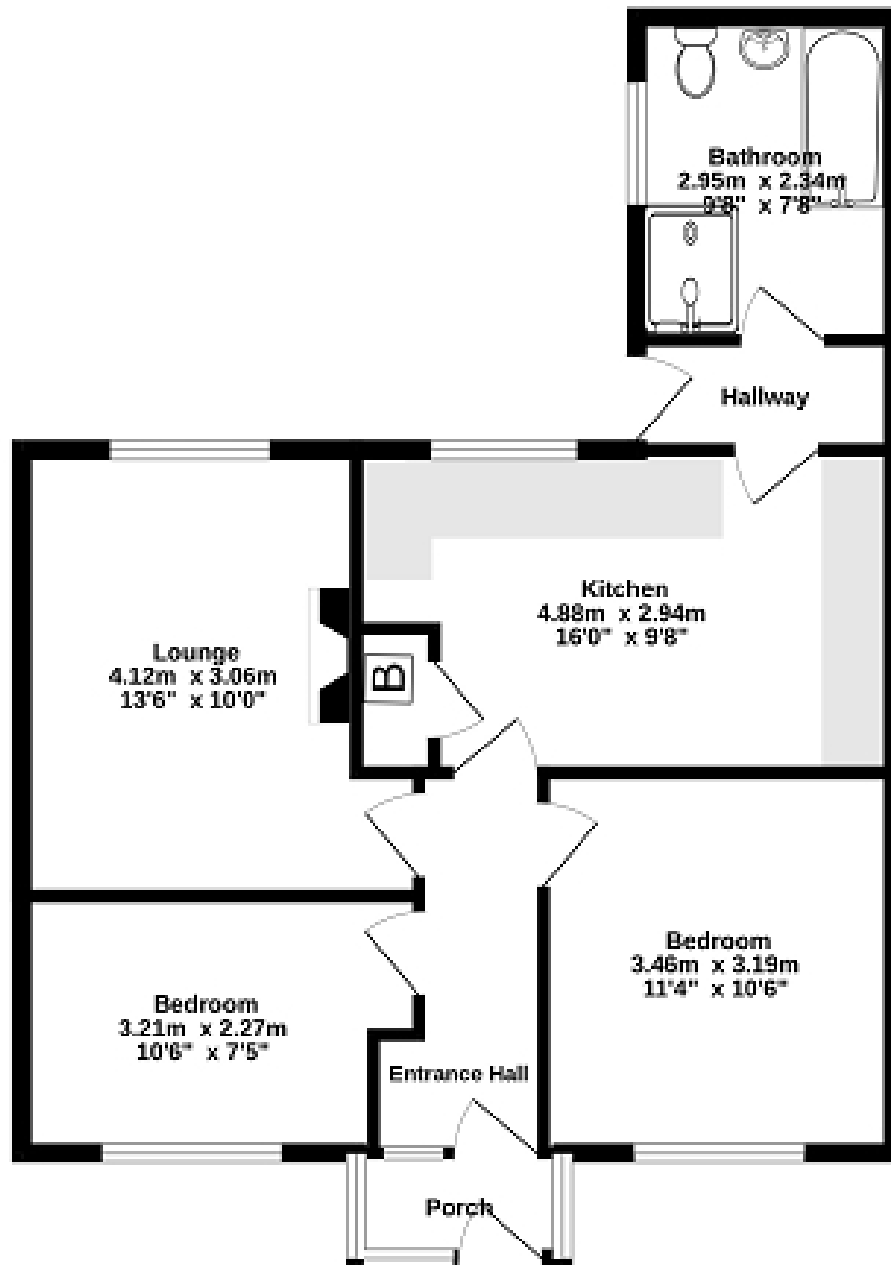 Bathroom
2.95m x 2.34m
9'8" x 7'8"
Hallway
Kitchen
4.88m x 2.94m
16'0" x 9'8"
Lounge
4.12m x 3.06m
13'6" x 10'0"
B
Bedroom
3.46m x 3.19m
11'4" x 10'6"
Bedroom
3.21m x 2.27m
10'6" x 7'5"
Entrance Hall
Porch